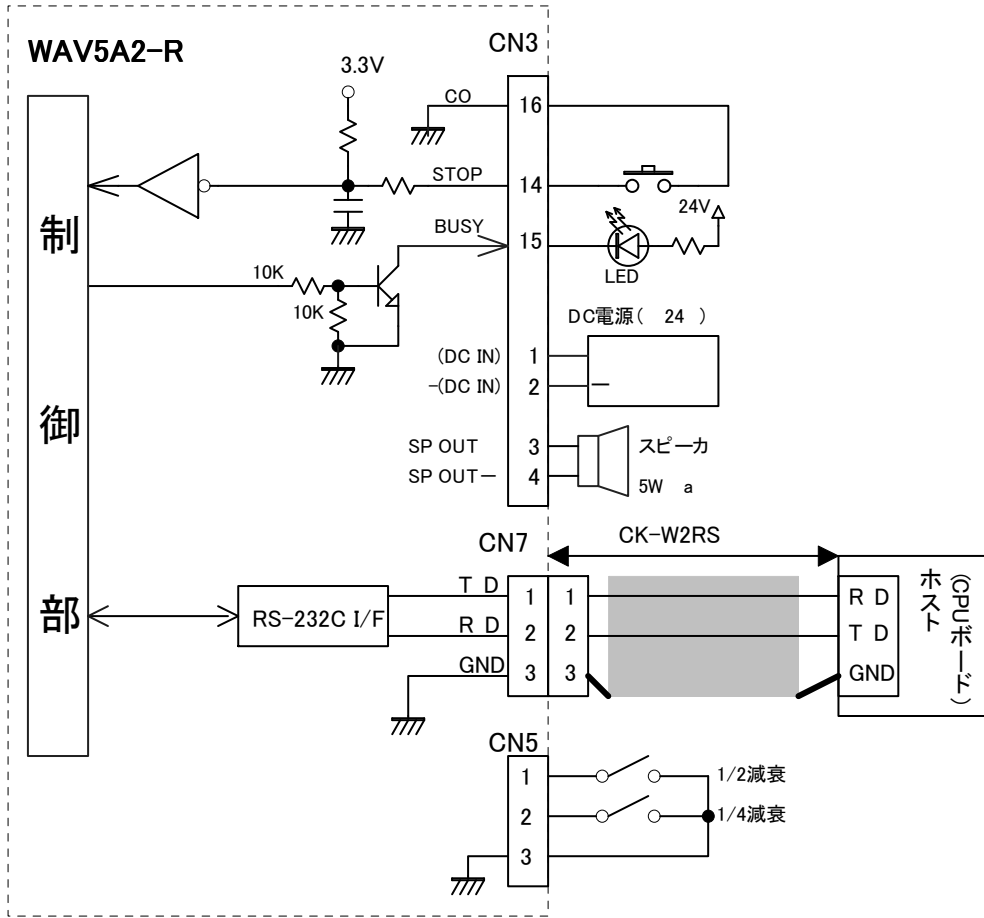 WAV5A2-R
CN3
3.3V
CO
16
STOP
14
24V
BUSY
15
LED
制
御
部
10K
10K
DC電源( 24 )
(DC IN)
1
-(DC IN)
2
−
SP OUT
3
スピーカ
SP OUT−
4
5W a
CN7
CK-W2RS
T D
1
1
R D
RS-232C I/F
R D
2
2
T D
GND
3
3
GND
ホスト
(CPUボード)
CN5
1
1/2減衰
2
1/4減衰
3